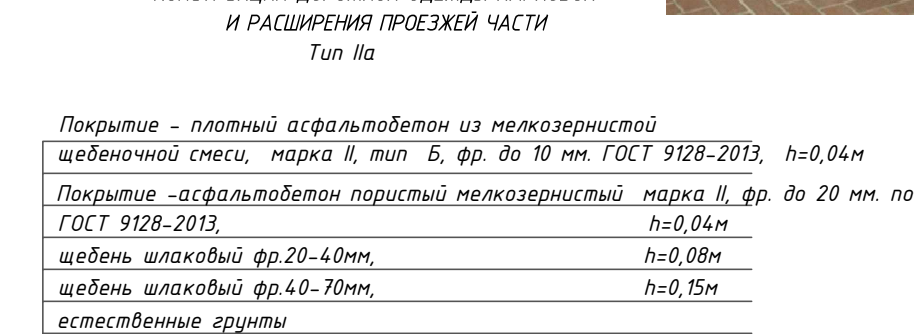 И РАСШИРЕНИЯ ПРОЕЗЖЕЙ ЧАСТИ
Тип IIа
Покрытие - плотный асфальтобетон из мелкозернистой
щебеночной смеси, марка II, тип Б, фр. до 10 мм. ГОСТ 9128-2013, h=0,04м
Покрытие -асфальтобетон пористый мелкозернистый марка II, фр. до 20 мм. по
ГОСТ 9128-2013, h=0,04м
щебень шлаковый фр.20-40мм, h=0,08м
щебень шлаковый фр.40-70мм, h=0,15м
естественные грунты